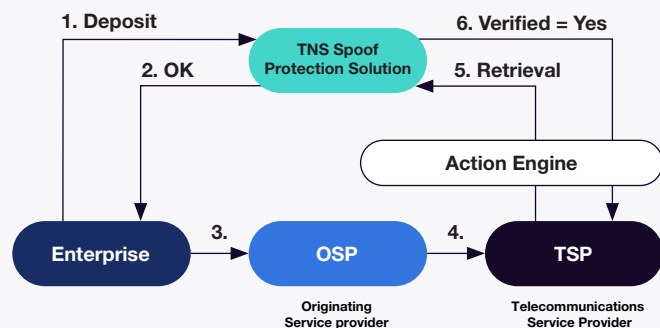 1. Deposit
6. Verified = Yes
TNS Spoof
Protection Solution
2. OK
5. Retrieval
Action Engine
Enterprise
3.
OSP
4.
TSP
Originating
Service provider
Telecommunications
Service Provider